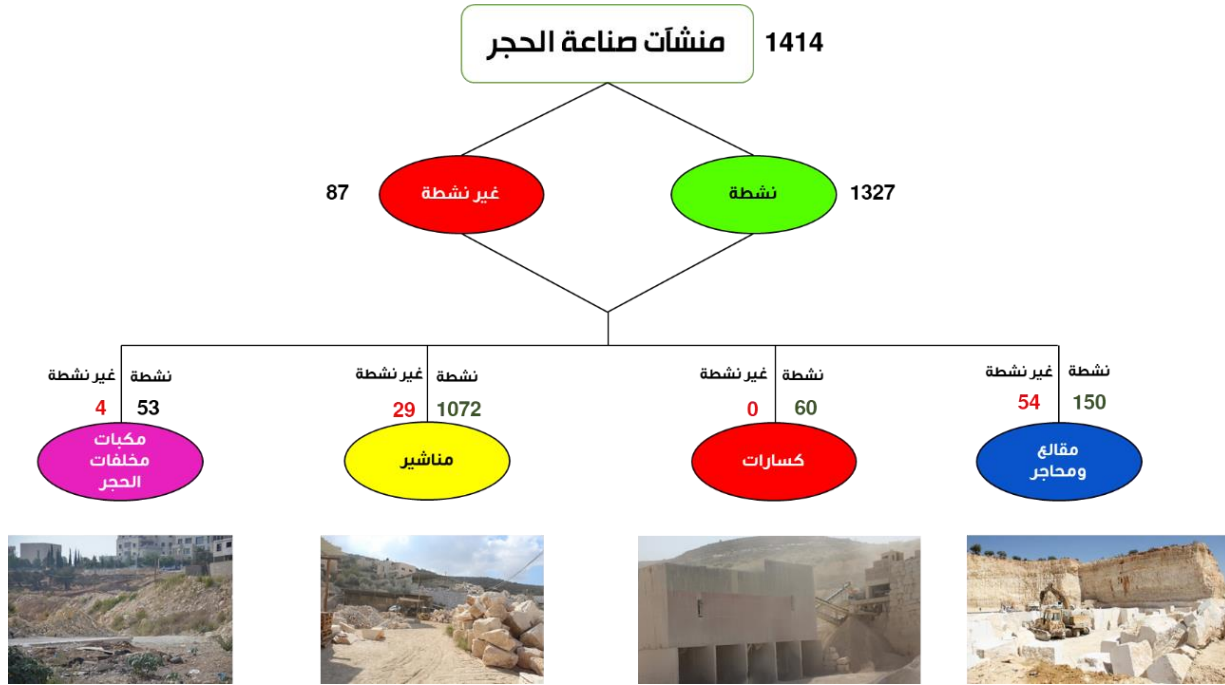 منشآت صناعة الحجر 1414
نشطة 1327
غير نشطة 87
نشطة غير نشطة
150 54
مقالع
ومحاجر
نشطة غير نشطة
60 0
كسارات
نشطة غير نشطة
1072 29
مناشير
نشطة غير نشطة
53 4
مكبات
مخلفات
الحجر